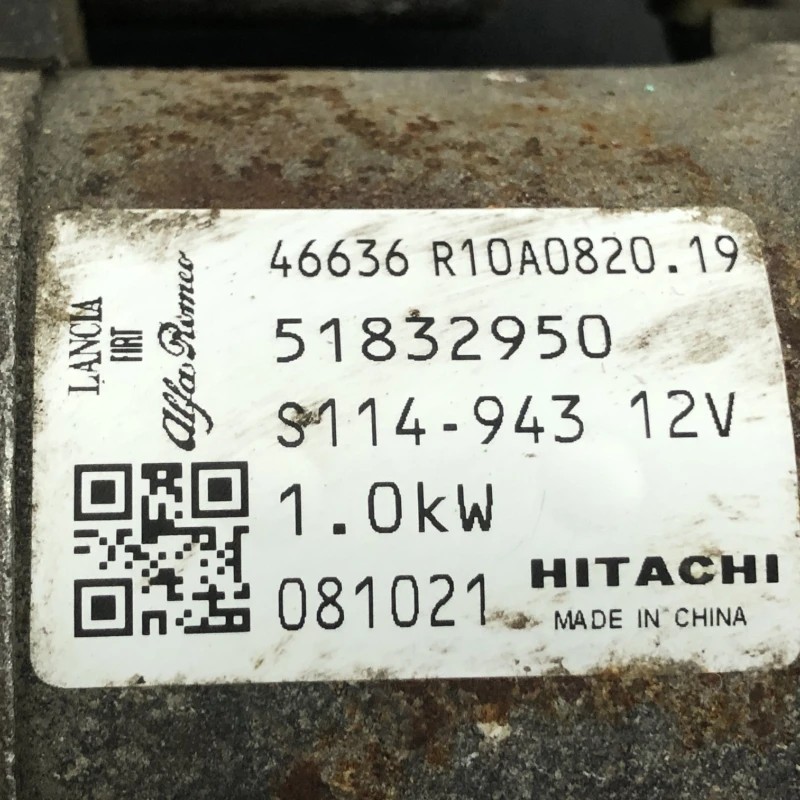 46636 R10A0820.19
51832950
S114-943 12V
1.0kW
081021
HITACHI
MADE IN CHINA
LANCIA
FIAT
Alfa Romeo